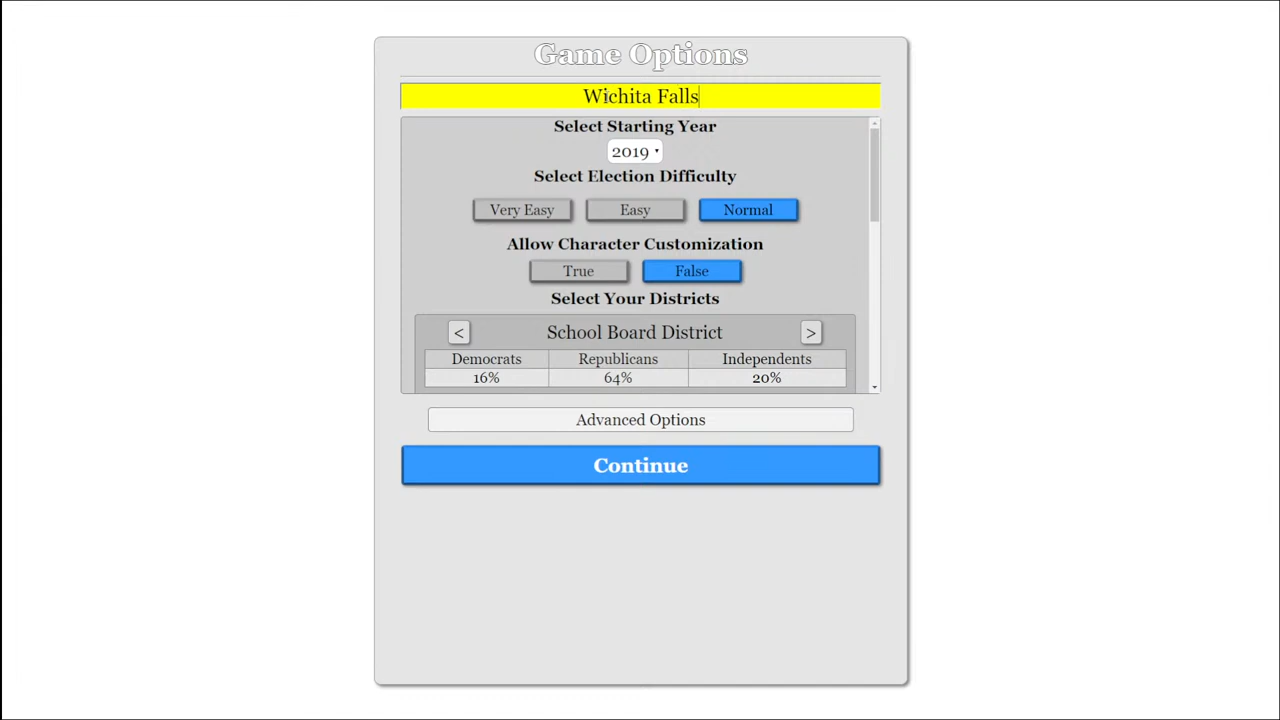 Game Options
Wichita Falls
Select Starting Year
2019
Select Election Difficulty
Very Easy Easy Normal
Allow Character Customization
True False
Select Your Districts
< School Board District >
Democrats Republicans Independents
16% 64% 20%
Advanced Options
Continue